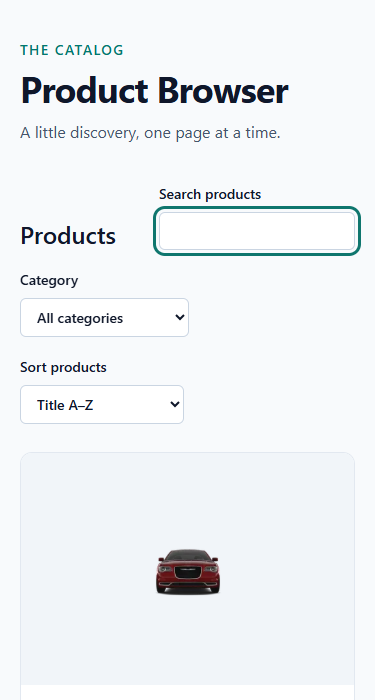 THE CATALOG
Product Browser
A little discovery, one page at a time.
Search products
Products
Category
All categories
Sort products
Title A–Z